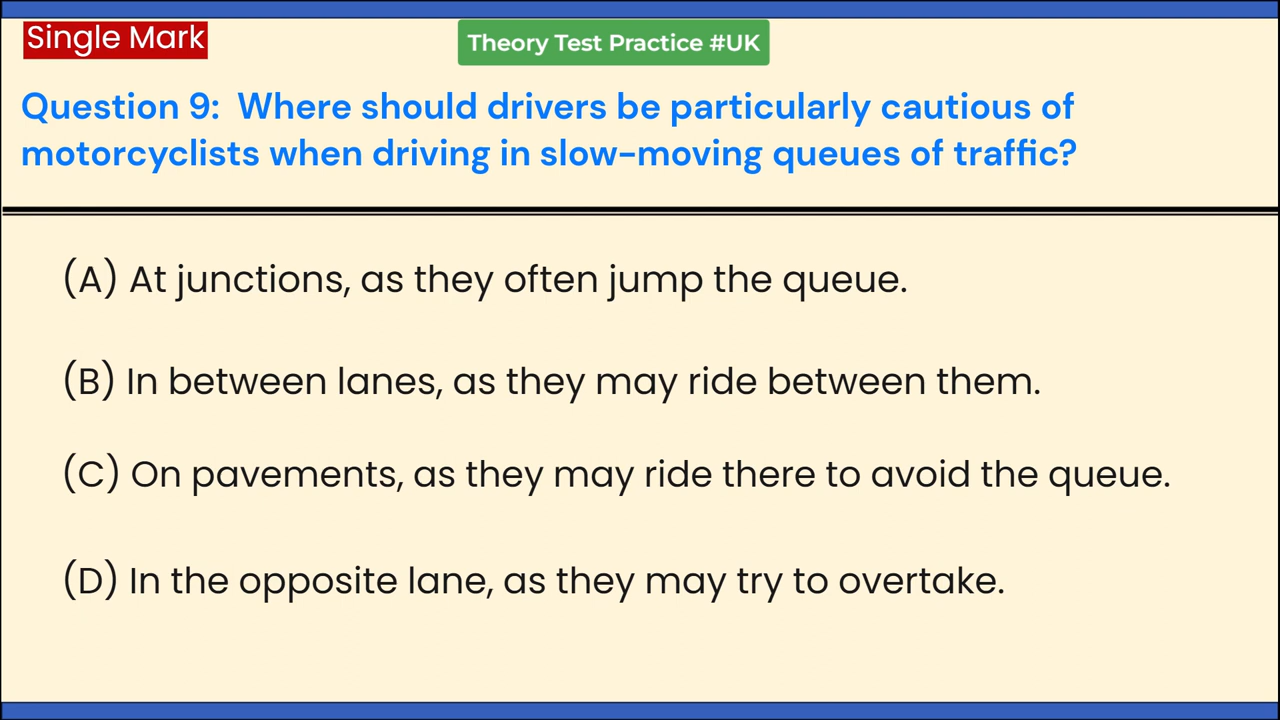 Single Mark
Theory Test Practice #UK
Question 9: Where should drivers be particularly cautious of
motorcyclists when driving in slow-moving queues of traffic?
(A) At junctions, as they often jump the queue.
(B) In between lanes, as they may ride between them.
(C) On pavements, as they may ride there to avoid the queue.
(D) In the opposite lane, as they may try to overtake.